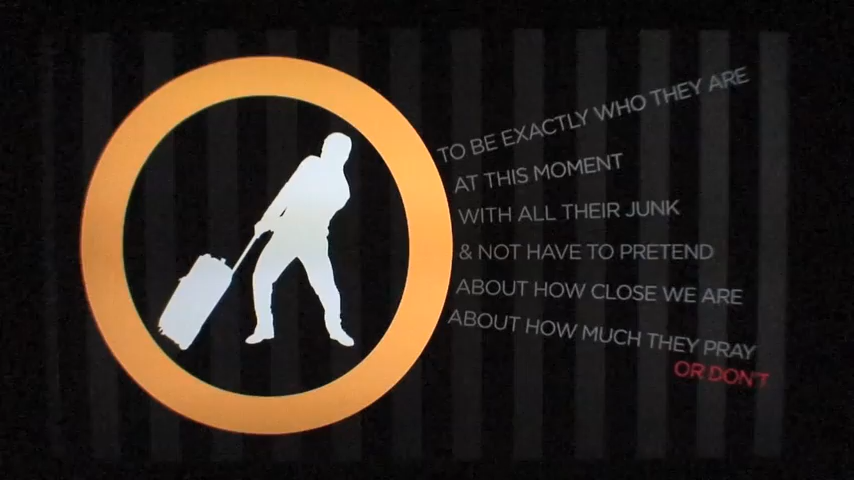 TO BE EXACTLY WHO THEY ARE
AT THIS MOMENT
WITH ALL THEIR JUNK
& NOT HAVE TO PRETEND
ABOUT HOW CLOSE WE ARE
ABOUT HOW MUCH THEY PRAY
OR DON'T